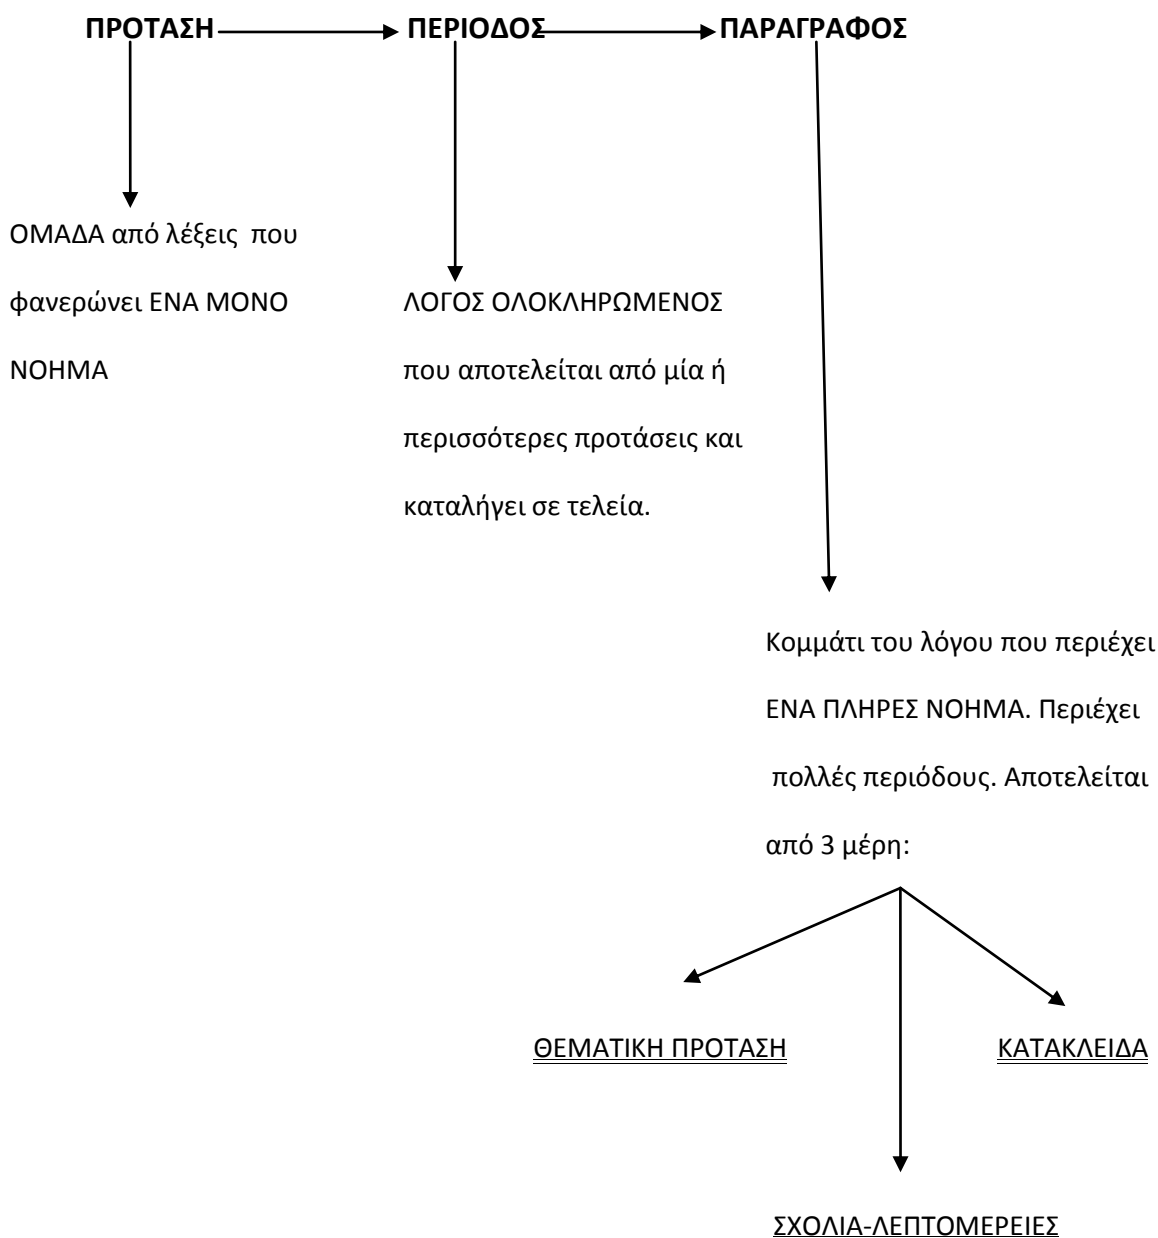 ΠΡΟΤΑΣΗ ΠΕΡΙΟΔΟΣ ΠΑΡΑΓΡΑΦΟΣ
ΟΜΑΔΑ από λέξεις που
φανερώνει ΕΝΑ ΜΟΝΟ
ΝΟΗΜΑ
ΛΟΓΟΣ ΟΛΟΚΛΗΡΩΜΕΝΟΣ
που αποτελείται από μία ή
περισσότερες προτάσεις και
καταλήγει σε τελεία.
Κομμάτι του λόγου που περιέχει
ΕΝΑ ΠΛΗΡΕΣ ΝΟΗΜΑ. Περιέχει
πολλές περιόδους. Αποτελείται
από 3 μέρη:
ΘΕΜΑΤΙΚΗ ΠΡΟΤΑΣΗ ΚΑΤΑΚΛΕΙΔΑ
ΣΧΟΛΙΑ-ΛΕΠΤΟΜΕΡΕΙΕΣ